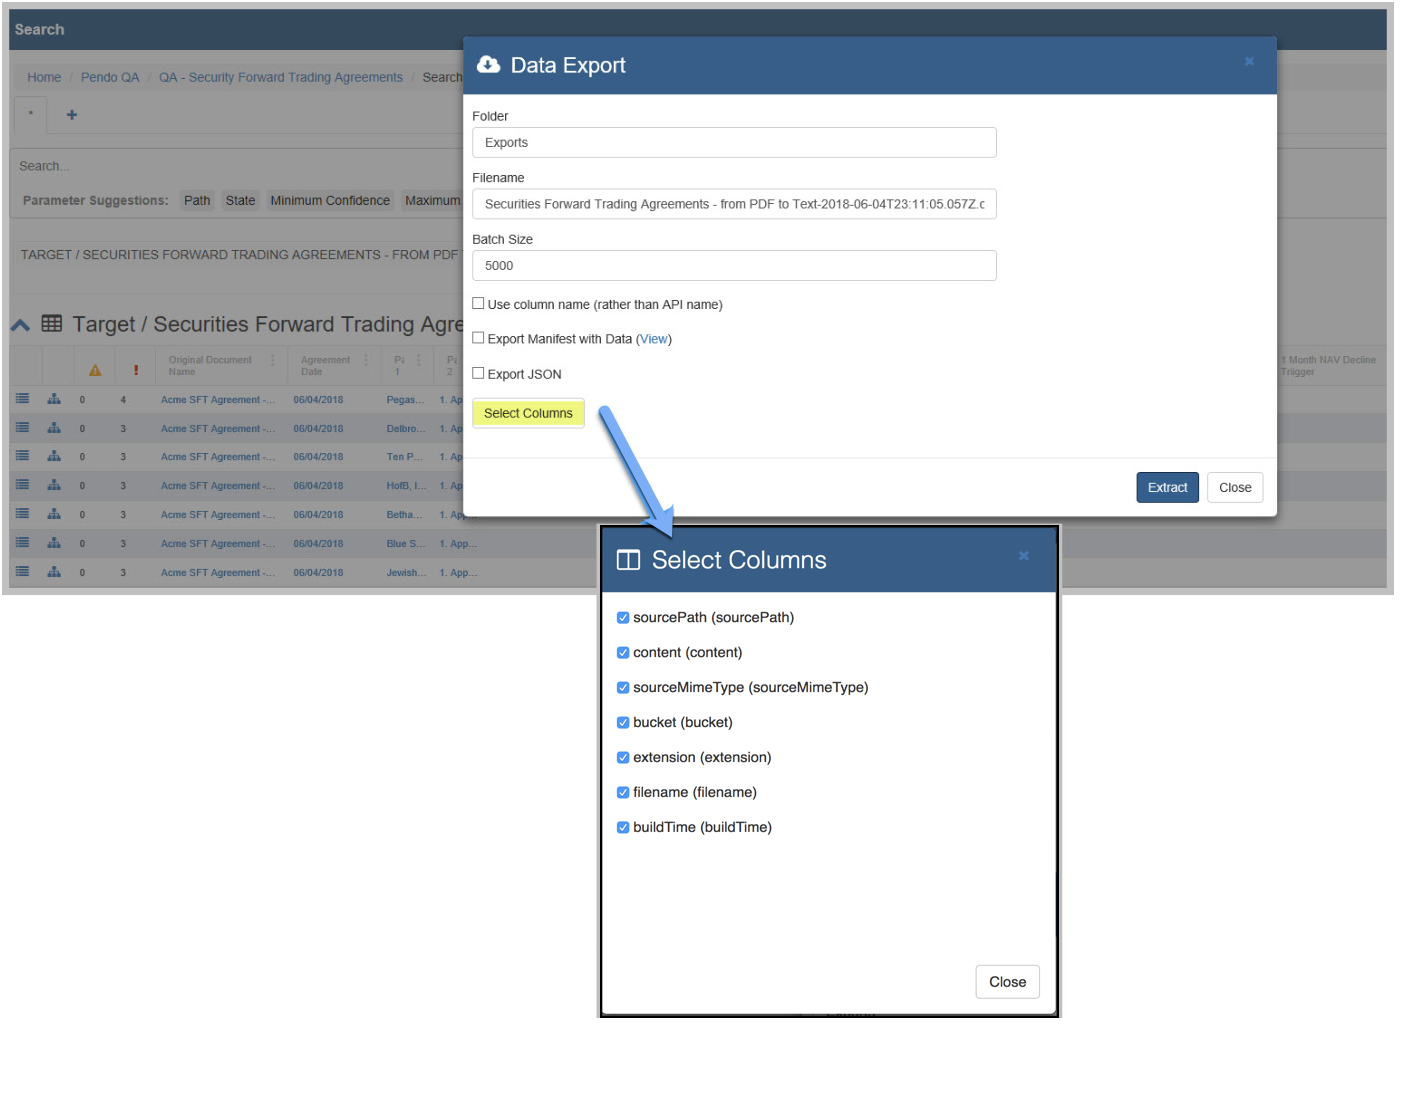 Search
Home / Pendo QA / QA - Security Forward Trading Agreements / Search
* +
Search...
Parameter Suggestions: Path State Minimum Confidence Maximum
TARGET / SECURITIES FORWARD TRADING AGREEMENTS - FROM PDF
Target / Securities Forward Trading Agre
Original Document Name Agreement Date Pa 1 Pa 2 1 Month NAV Decline Triigger
0 4 Acme SFT Agreement -... 06/04/2018 Pegas... 1. Ap
0 3 Acme SFT Agreement -... 06/04/2018 Delbro... 1. Ap
0 3 Acme SFT Agreement -... 06/04/2018 Ten P... 1. Ap
0 3 Acme SFT Agreement -... 06/04/2018 HofB, I... 1. Ap
0 3 Acme SFT Agreement -... 06/04/2018 Betha... 1. App...
0 3 Acme SFT Agreement -... 06/04/2018 Blue S... 1. App...
0 3 Acme SFT Agreement -... 06/04/2018 Jewish... 1. App...
Data Export ×
Folder
Exports
Filename
Securities Forward Trading Agreements - from PDF to Text-2018-06-04T23:11:05.057Z.c
Batch Size
5000
Use column name (rather than API name)
Export Manifest with Data (View)
Export JSON
Select Columns
Extract Close
Select Columns ×
sourcePath (sourcePath)
content (content)
sourceMimeType (sourceMimeType)
bucket (bucket)
extension (extension)
filename (filename)
buildTime (buildTime)
Close